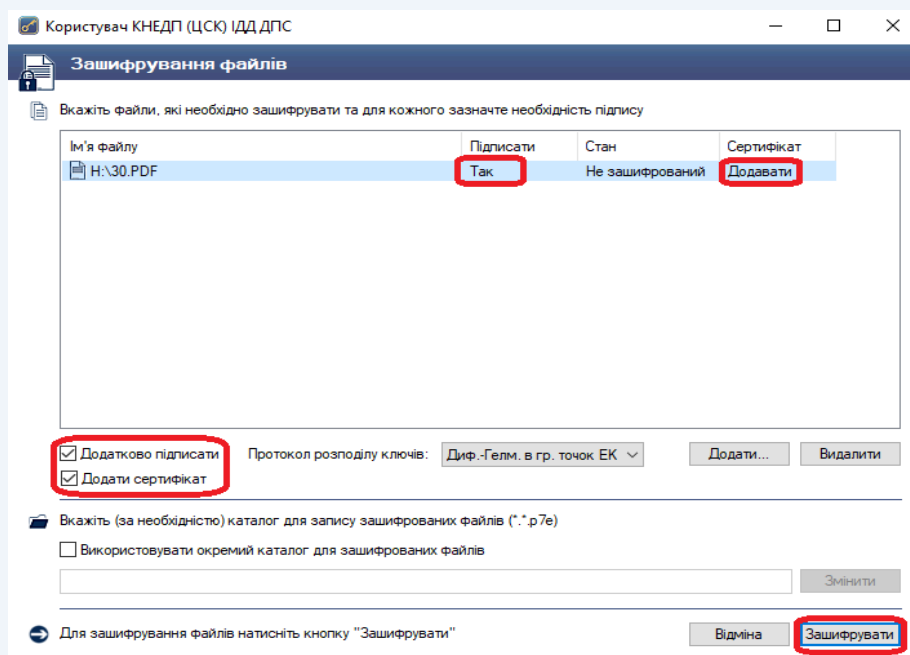 Користувач КНЕДП (ЦСК) ІДД ДПС
Зашифрування файлів
Вкажіть файли, які необхідно зашифрувати та для кожного зазначте необхідність підпису
Ім'я файлу Підписати Стан Сертифікат
H:\30.PDF Так Не зашифрований Додавати
Додатково підписати Протокол розподілу ключів: Диф.-Гелм. в гр. точок ЕК Додати... Видалити
Додати сертифікат
Вкажіть (за необхідністю) каталог для запису зашифрованих файлів (*.*.p7e)
Використовувати окремий каталог для зашифрованих файлів
Змінити
Для зашифрування файлів натисніть кнопку "Зашифрувати" Відміна Зашифрувати